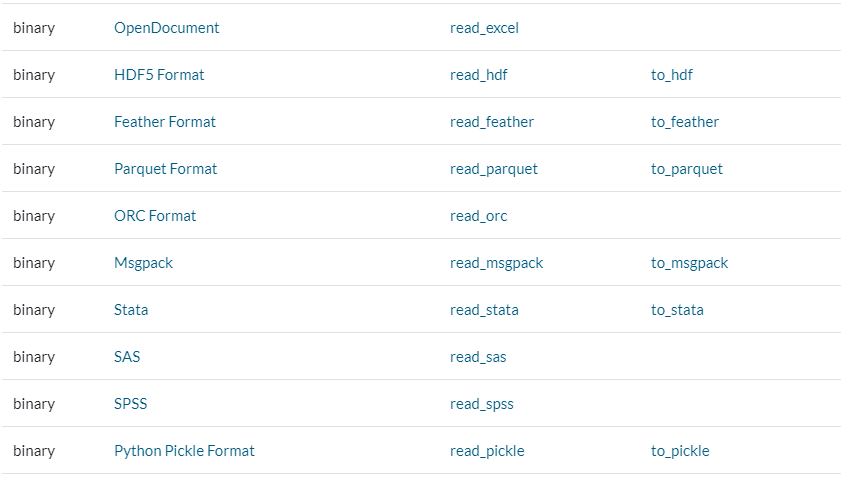 binary OpenDocument read_excel
binary HDF5 Format read_hdf to_hdf
binary Feather Format read_feather to_feather
binary Parquet Format read_parquet to_parquet
binary ORC Format read_orc
binary Msgpack read_msgpack to_msgpack
binary Stata read_stata to_stata
binary SAS read_sas
binary SPSS read_spss
binary Python Pickle Format read_pickle to_pickle